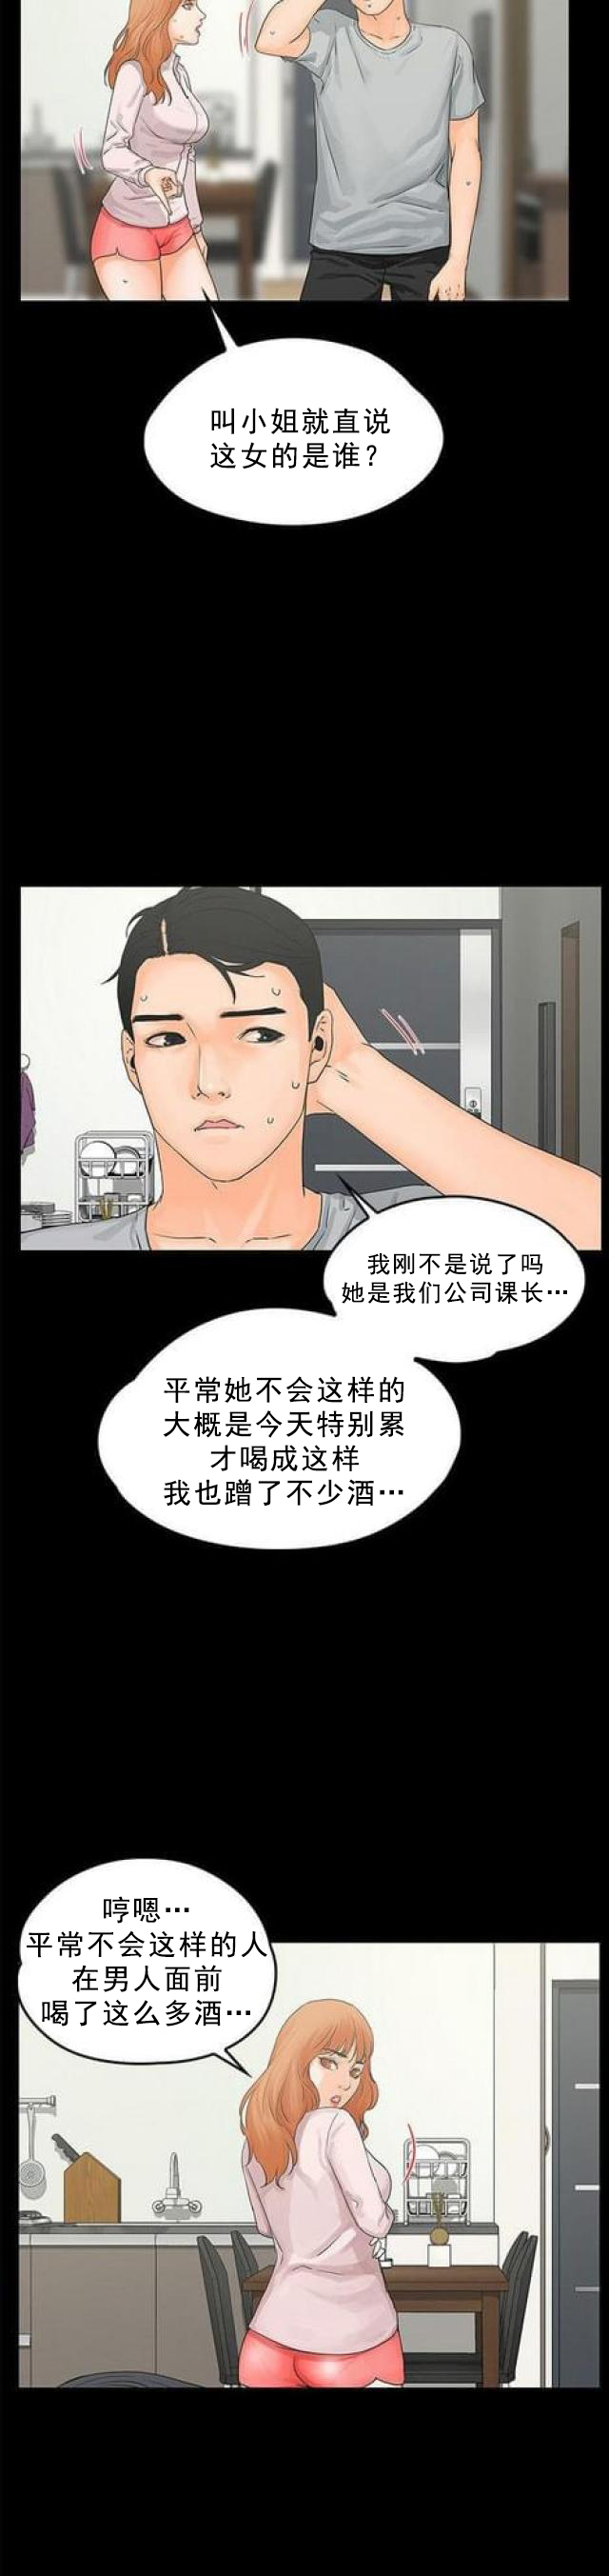 叫小姐就直说
这女的是谁？
我刚不是说了吗
她是我们公司课长…
平常她不会这样的
大概是今天特别累
才喝成这样
我也蹭了不少酒…
哼嗯…
平常不会这样的人
在男人面前
喝了这么多酒…